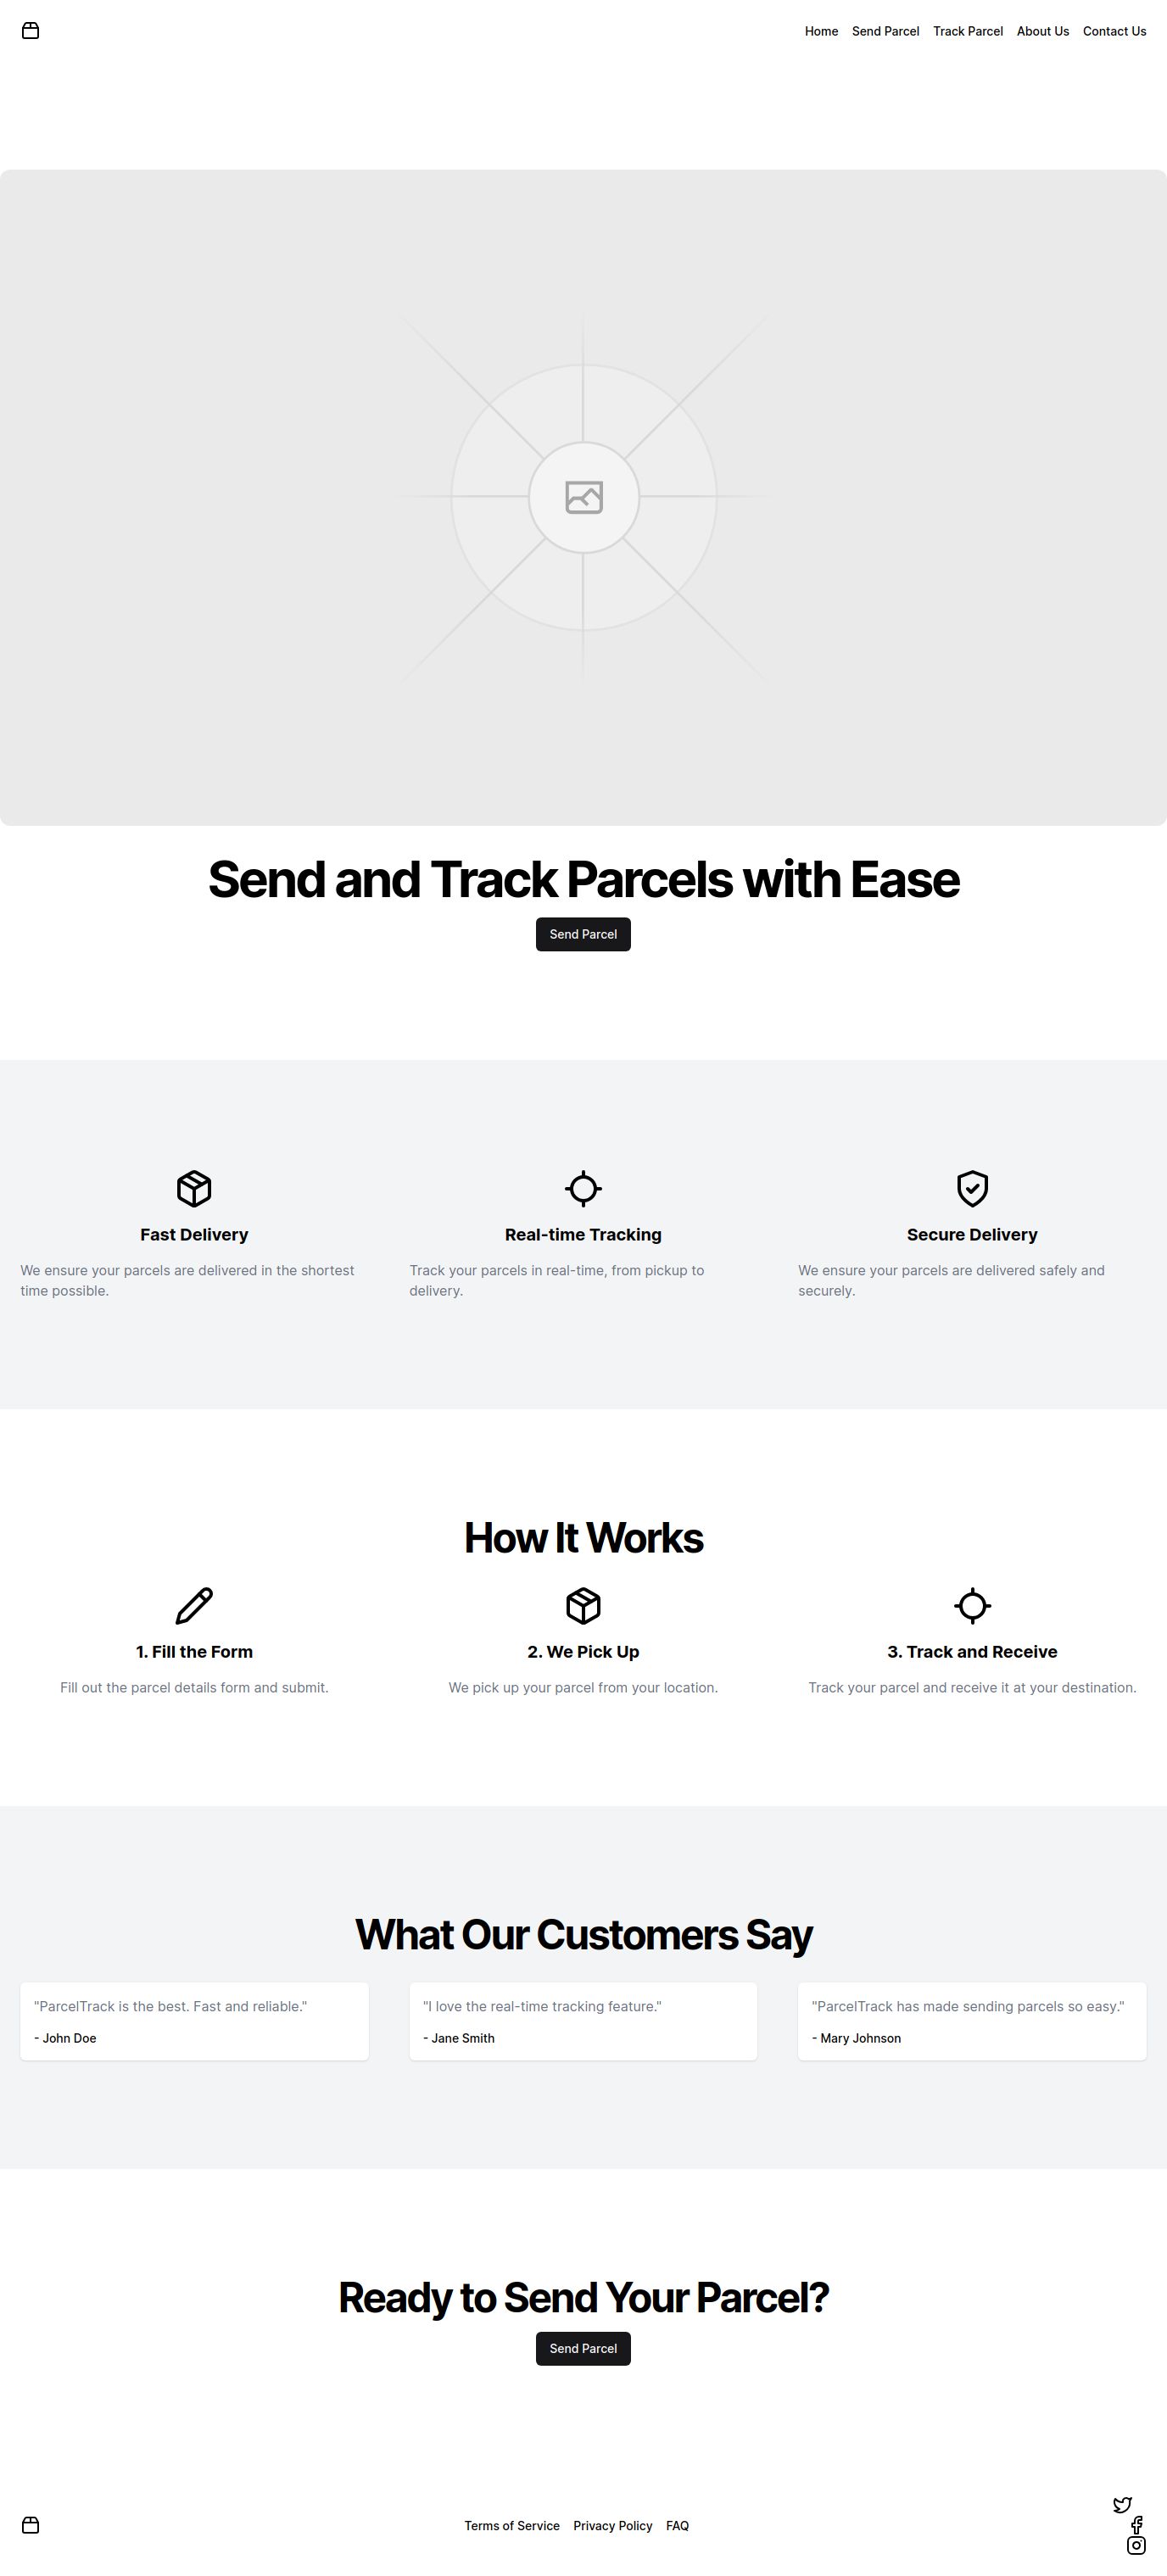 Home Send Parcel Track Parcel About Us Contact Us
Send and Track Parcels with Ease
Send Parcel
Fast Delivery
We ensure your parcels are delivered in the shortest
time possible.
Real-time Tracking
Track your parcels in real-time, from pickup to
delivery.
Secure Delivery
We ensure your parcels are delivered safely and
securely.
How It Works
1. Fill the Form
Fill out the parcel details form and submit.
2. We Pick Up
We pick up your parcel from your location.
3. Track and Receive
Track your parcel and receive it at your destination.
What Our Customers Say
"ParcelTrack is the best. Fast and reliable."
- John Doe
"I love the real-time tracking feature."
- Jane Smith
"ParcelTrack has made sending parcels so easy."
- Mary Johnson
Ready to Send Your Parcel?
Send Parcel
Terms of Service Privacy Policy FAQ